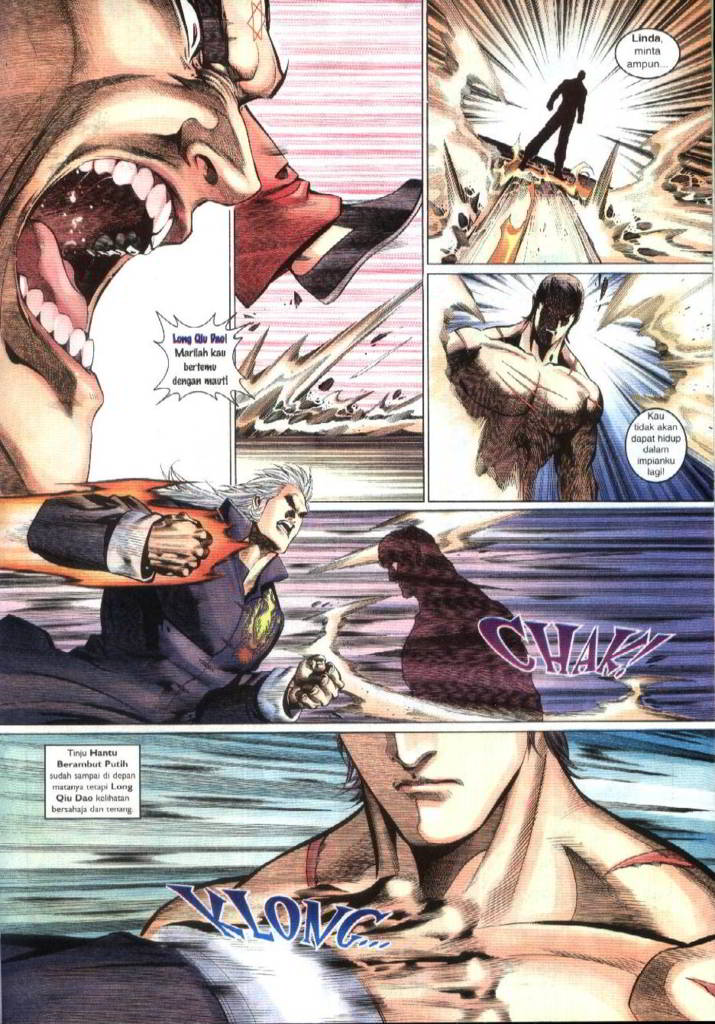 Long Qiu Dao!
Marilah kau
bertemu
dengan maut!
Linda,
minta
ampun...
Kau
tidak akan
dapat hidup
dalam
impianku
lagi!
CHAK!
Tinju Hantu
Berambut Putih
sudah sampai di depan
matanya tetapi Long
Qiu Dao kelihatan
bersahaja dan tenang.
KLONG...